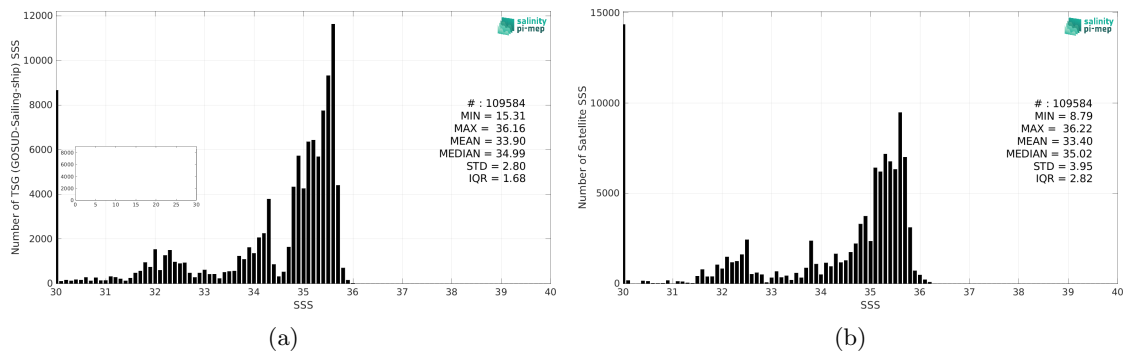 12000
10000
8000
6000
4000
2000
0
Number of TSG (GOSUD-Sailing-ship) SSS
salinity
pi-mep
# : 109584
MIN = 15.31
MAX = 36.16
MEAN = 33.90
MEDIAN = 34.99
STD = 2.80
IQR = 1.68
8000
6000
4000
2000
0
0 5 10 15 20 25 30
30 31 32 33 34 35 36 37 38 39 40
SSS
(a)
15000
10000
5000
0
Number of Satellite SSS
salinity
pi-mep
# : 109584
MIN = 8.79
MAX = 36.22
MEAN = 33.40
MEDIAN = 35.02
STD = 3.95
IQR = 2.82
30 31 32 33 34 35 36 37 38 39 40
SSS
(b)